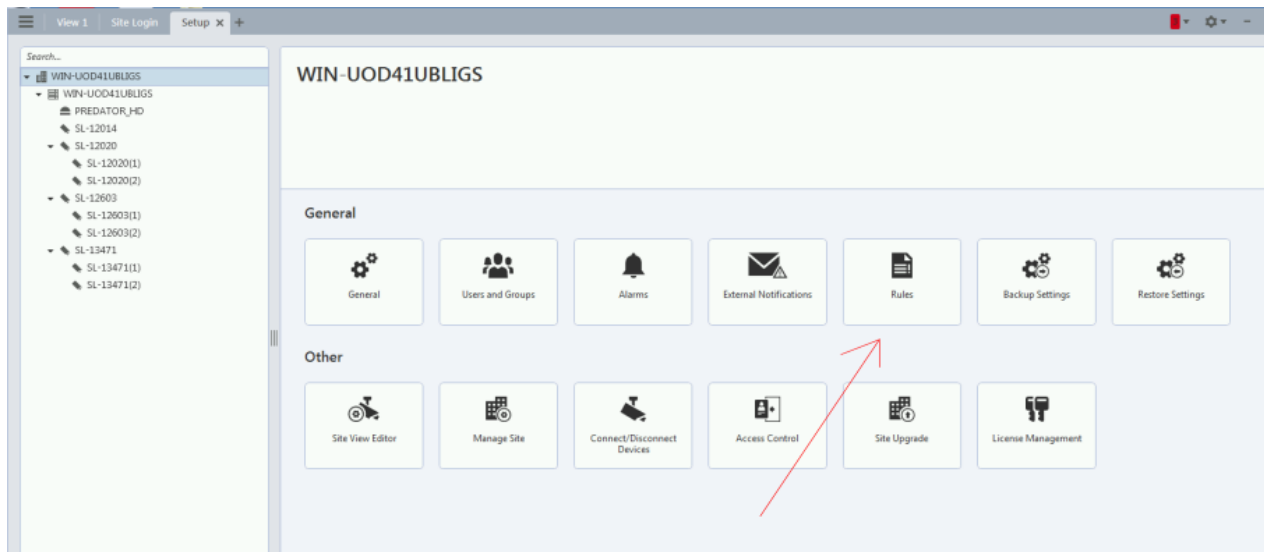 View 1
Site Login
Setup
Search...
WIN-UOD41UBLIGS
WIN-UOD41UBLIGS
PREDATOR_HD
SL-12014
SL-12020
SL-12020(1)
SL-12020(2)
SL-12603
SL-12603(1)
SL-12603(2)
SL-13471
SL-13471(1)
SL-13471(2)
WIN-UOD41UBLIGS
General
General
Users and Groups
Alarms
External Notifications
Rules
Backup Settings
Restore Settings
Other
Site View Editor
Manage Site
Connect/Disconnect
Devices
Access Control
Site Upgrade
License Management